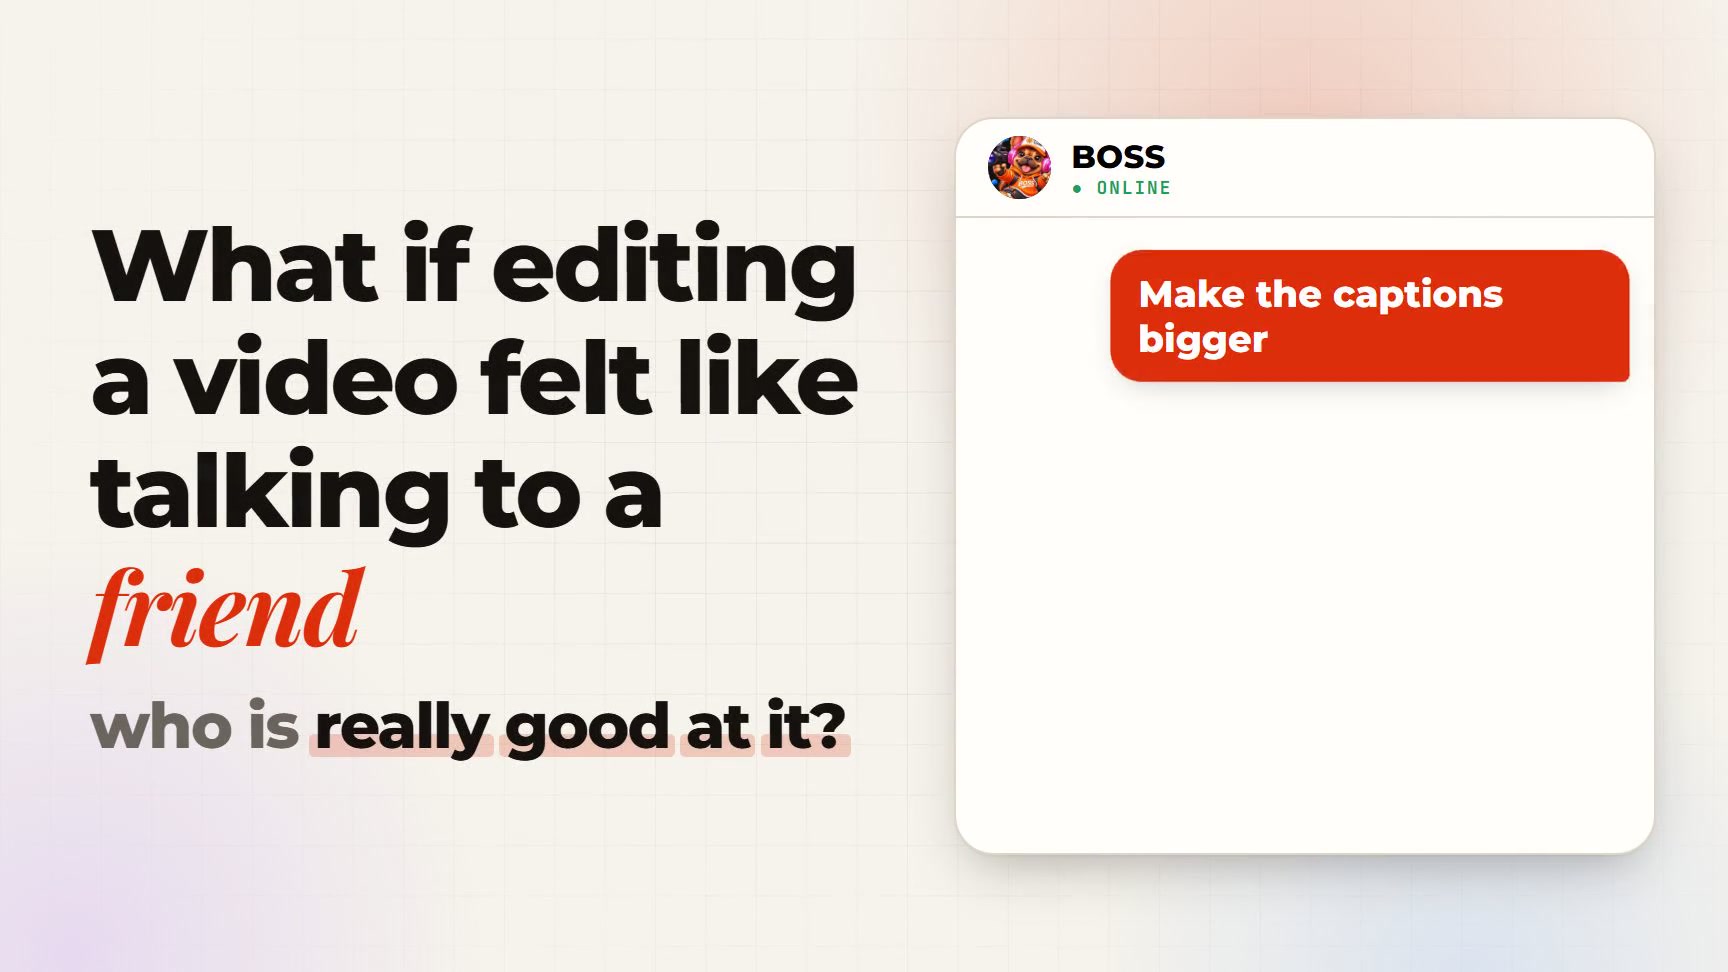 What if editing
a video felt like
talking to a
friend
who is really good at it?
BOSS
• ONLINE
Make the captions
bigger